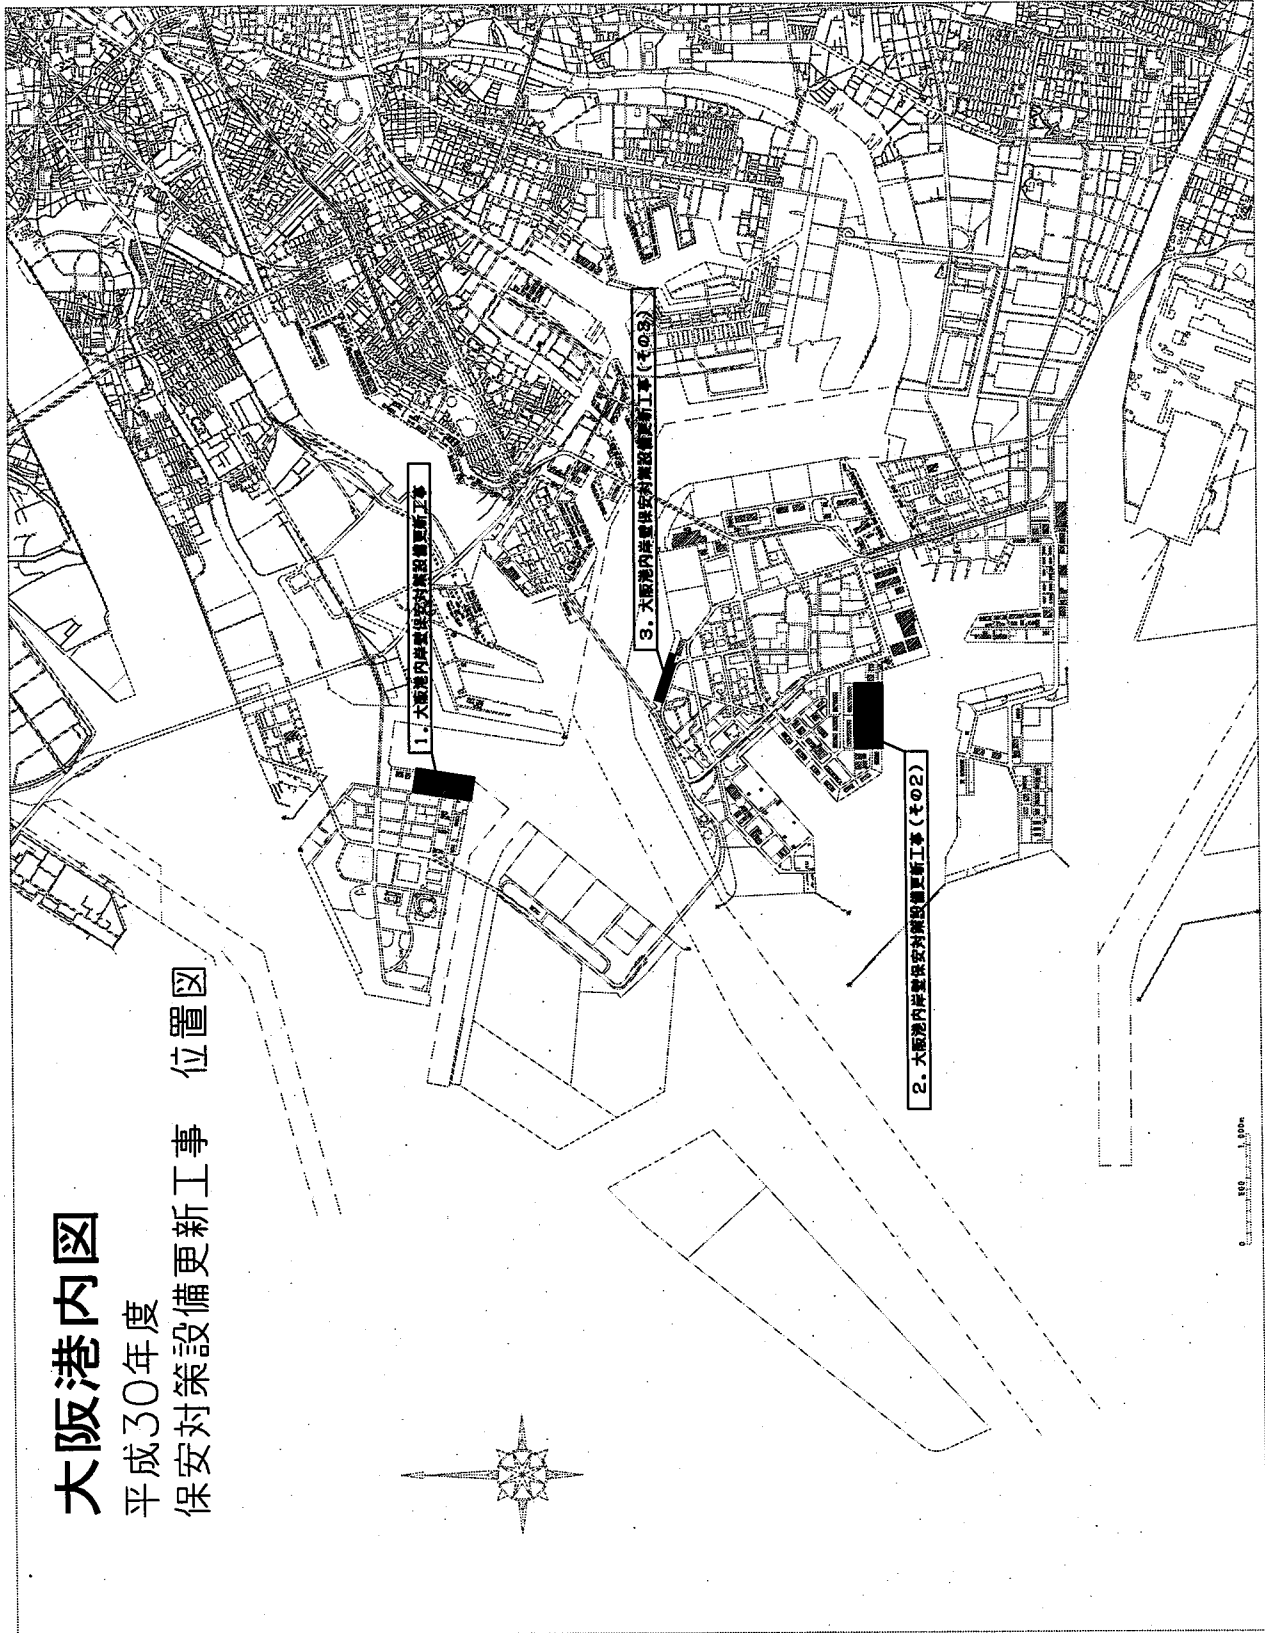 大阪港内図
平成30年度
保安対策設備更新工事 位置図
1. 大阪港内岸壁保安対策設備更新工事
3. 大阪港内岸壁保安対策設備更新工事（その3）
2. 大阪港内岸壁保安対策設備更新工事（その2）
0 500 1,000m